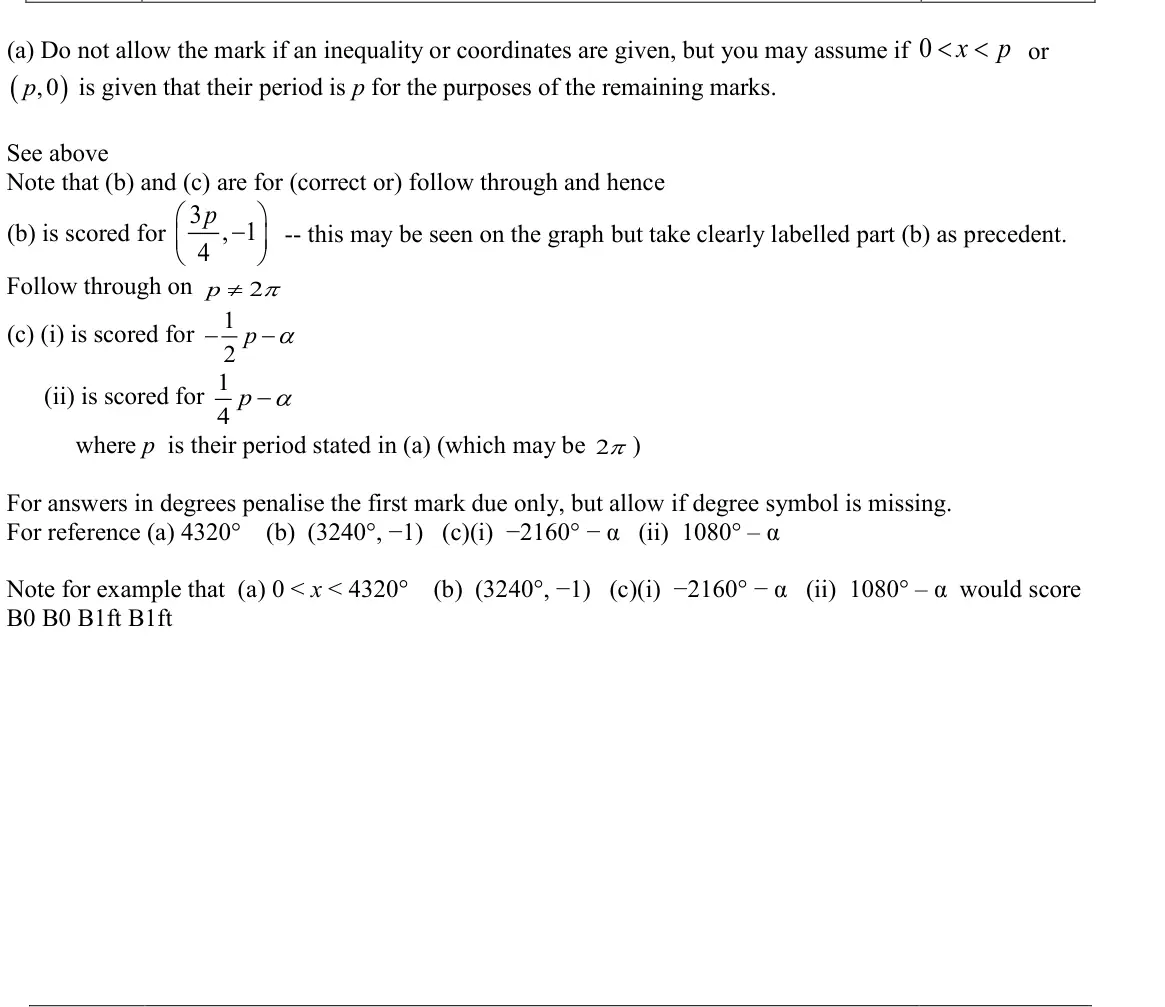 (a) Do not allow the mark if an inequality or coordinates are given, but you may assume if 0 < x < p or
(p,0) is given that their period is p for the purposes of the remaining marks.
See above
Note that (b) and (c) are for (correct or) follow through and hence
(b) is scored for (3p/4, −1) -- this may be seen on the graph but take clearly labelled part (b) as precedent.
Follow through on p ≠ 2π
(c) (i) is scored for −1/2 p − α
(ii) is scored for 1/4 p − α
where p is their period stated in (a) (which may be 2π )
For answers in degrees penalise the first mark due only, but allow if degree symbol is missing.
For reference (a) 4320° (b) (3240°, −1) (c)(i) −2160° − α (ii) 1080° – α
Note for example that (a) 0 < x < 4320° (b) (3240°, −1) (c)(i) −2160° − α (ii) 1080° – α would score
B0 B0 B1ft B1ft